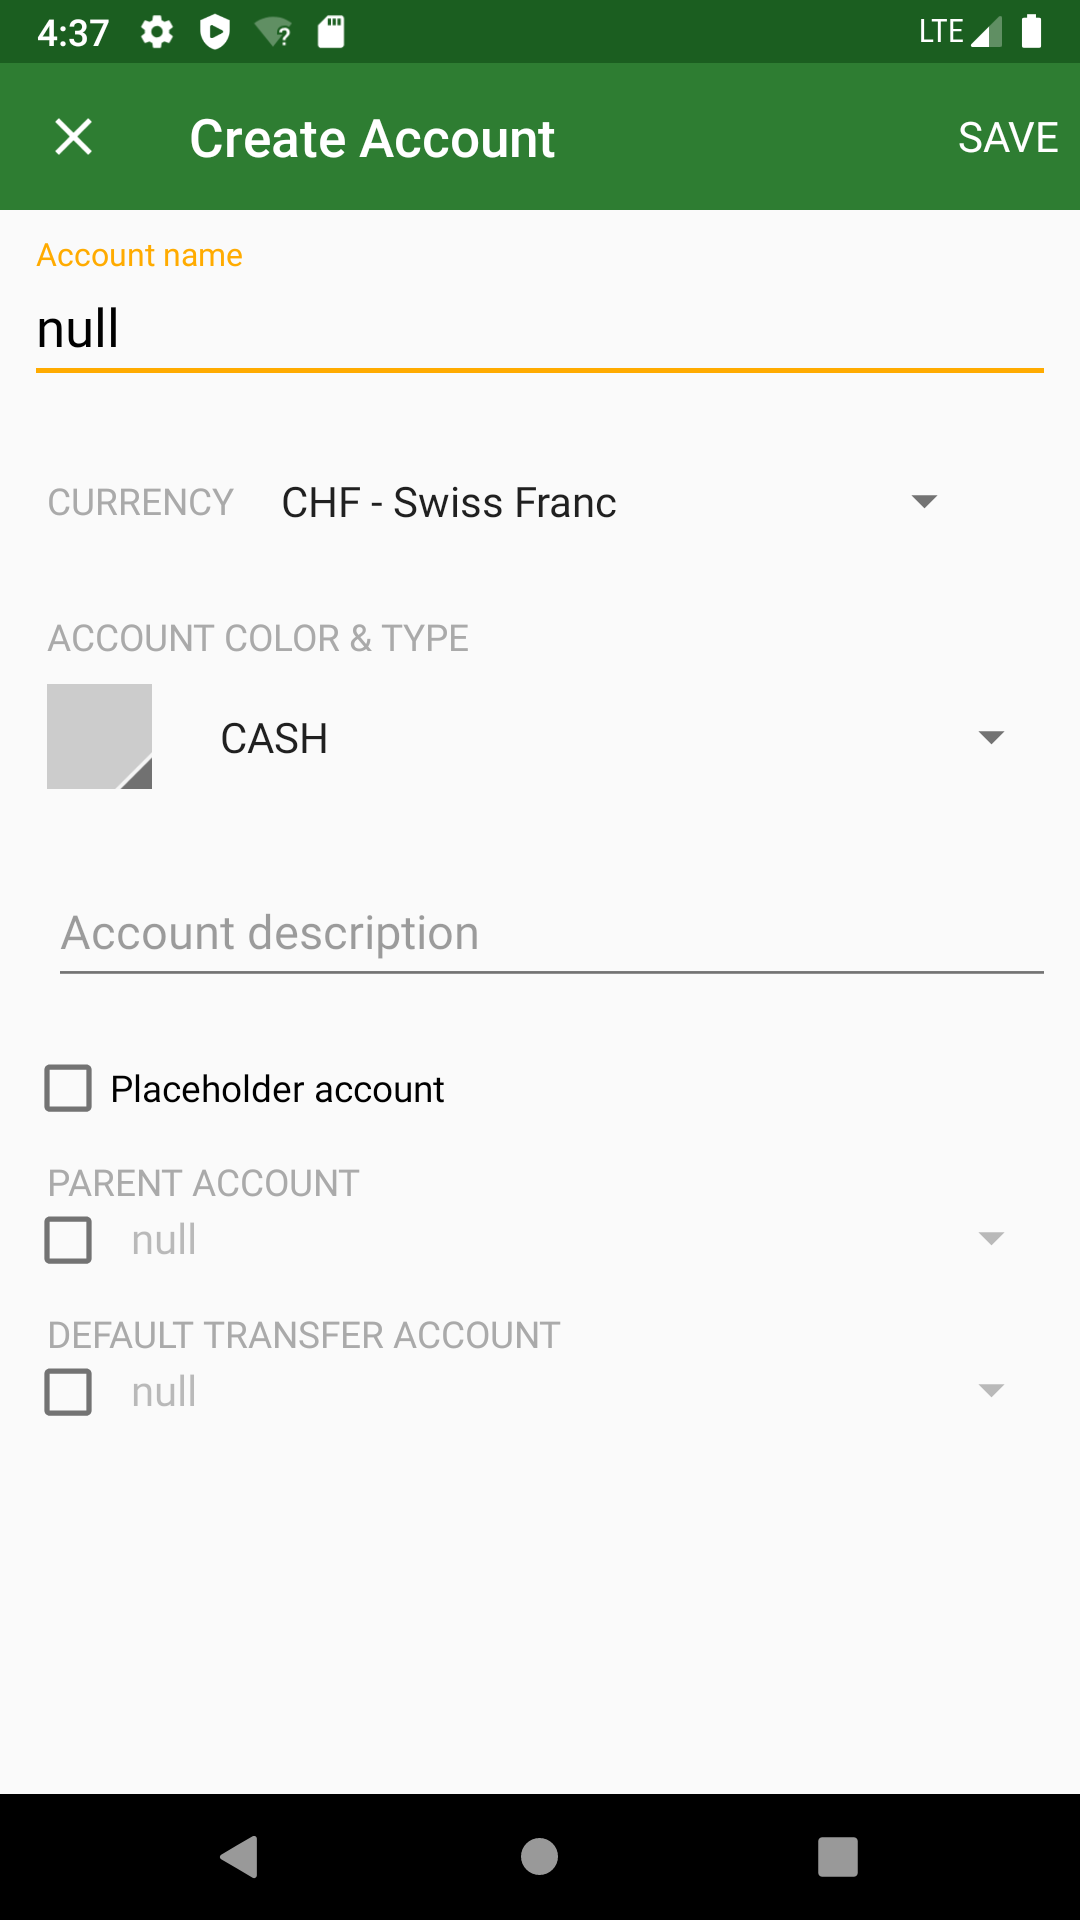 4:37
LTE
Create Account
SAVE
Account name
null
CURRENCY CHF - Swiss Franc
ACCOUNT COLOR & TYPE
CASH
Account description
Placeholder account
PARENT ACCOUNT
null
DEFAULT TRANSFER ACCOUNT
null